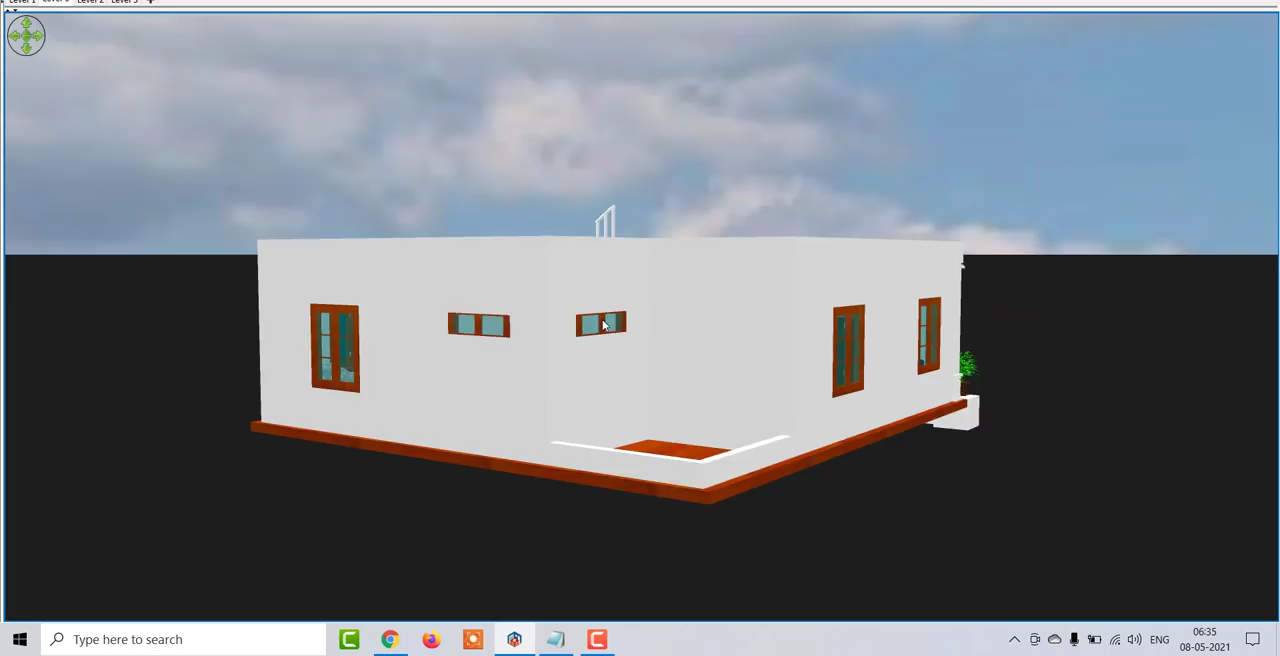 Level 1
Level 2
Level 3
Type here to search
ENG
06:35
08-05-2021